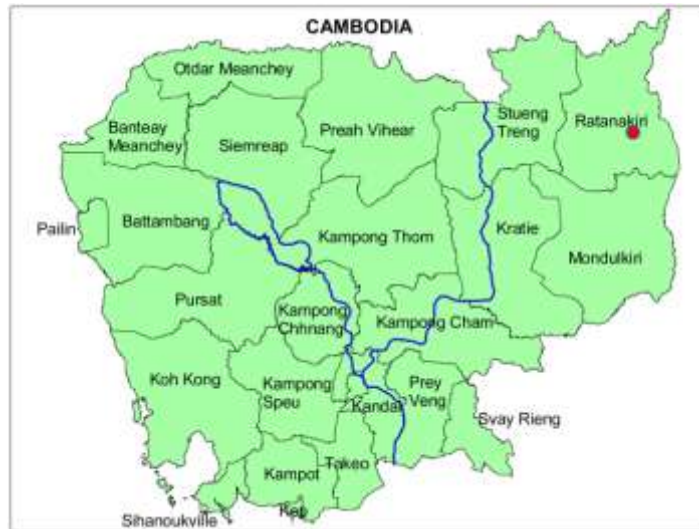 CAMBODIA
Otdar Meanchey
Banteay
Meanchey
Siemreap
Preah Vihear
Stueng
Treng
Ratanakiri
Pailin
Battambang
Kampong Thom
Kratie
Mondulkiri
Pursat
Kampong
Chhnang
Kampong Cham
Koh Kong
Kampong
Speu
Kandal
Prey
Veng
Svay Rieng
Takeo
Kampot
Kep
Sihanoukville